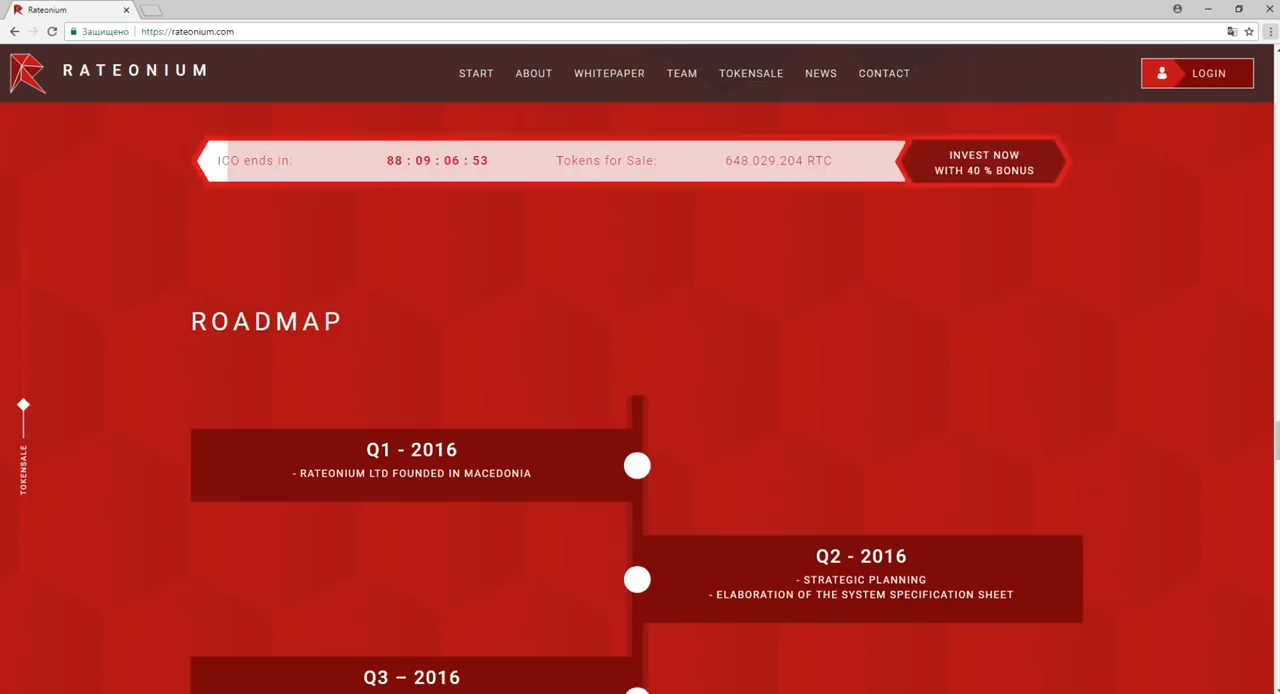 Rateonium
Защищено
https://rateonium.com
RATEONIUM
START
ABOUT
WHITEPAPER
TEAM
TOKENSALE
NEWS
CONTACT
LOGIN
ICO ends in:
88 : 09 : 06 : 53
Tokens for Sale:
648.029.204 RTC
INVEST NOW
WITH 40 % BONUS
ROADMAP
TOKENSALE
Q1 - 2016
- RATEONIUM LTD FOUNDED IN MACEDONIA
Q2 - 2016
- STRATEGIC PLANNING
- ELABORATION OF THE SYSTEM SPECIFICATION SHEET
Q3 – 2016